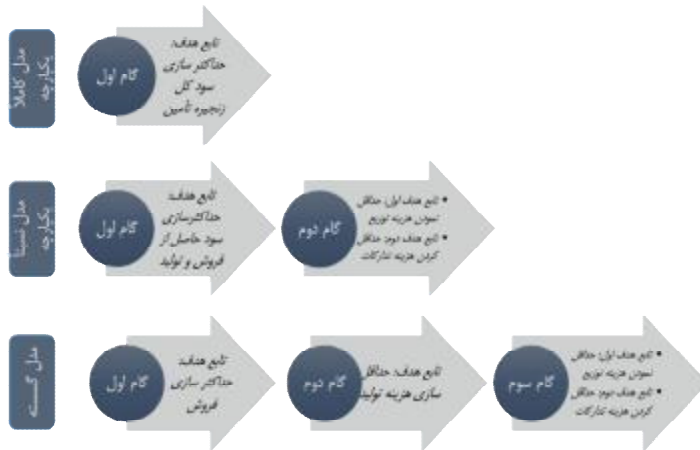 مدل کاملاً
یکپارچه
گام اول
تابع هدف:
حداکثر سازی
سود کل
زنجیره تأمین
مدل نسبتاً
یکپارچه
گام اول
تابع هدف:
حداکثرسازی
سود حاصل از
فروش و تولید
گام دوم
• تابع هدف اول: حداقل
نمودن هزینه توزیع
• تابع هدف دوم: حداقل
کردن هزینه تدارکات
مدل گسسته
گام اول
تابع هدف:
حداکثر سازی
فروش
گام دوم
تابع هدف: حداقل
سازی هزینه تولید
گام سوم
• تابع هدف اول: حداقل
نمودن هزینه توزیع
• تابع هدف دوم: حداقل
کردن هزینه تدارکات